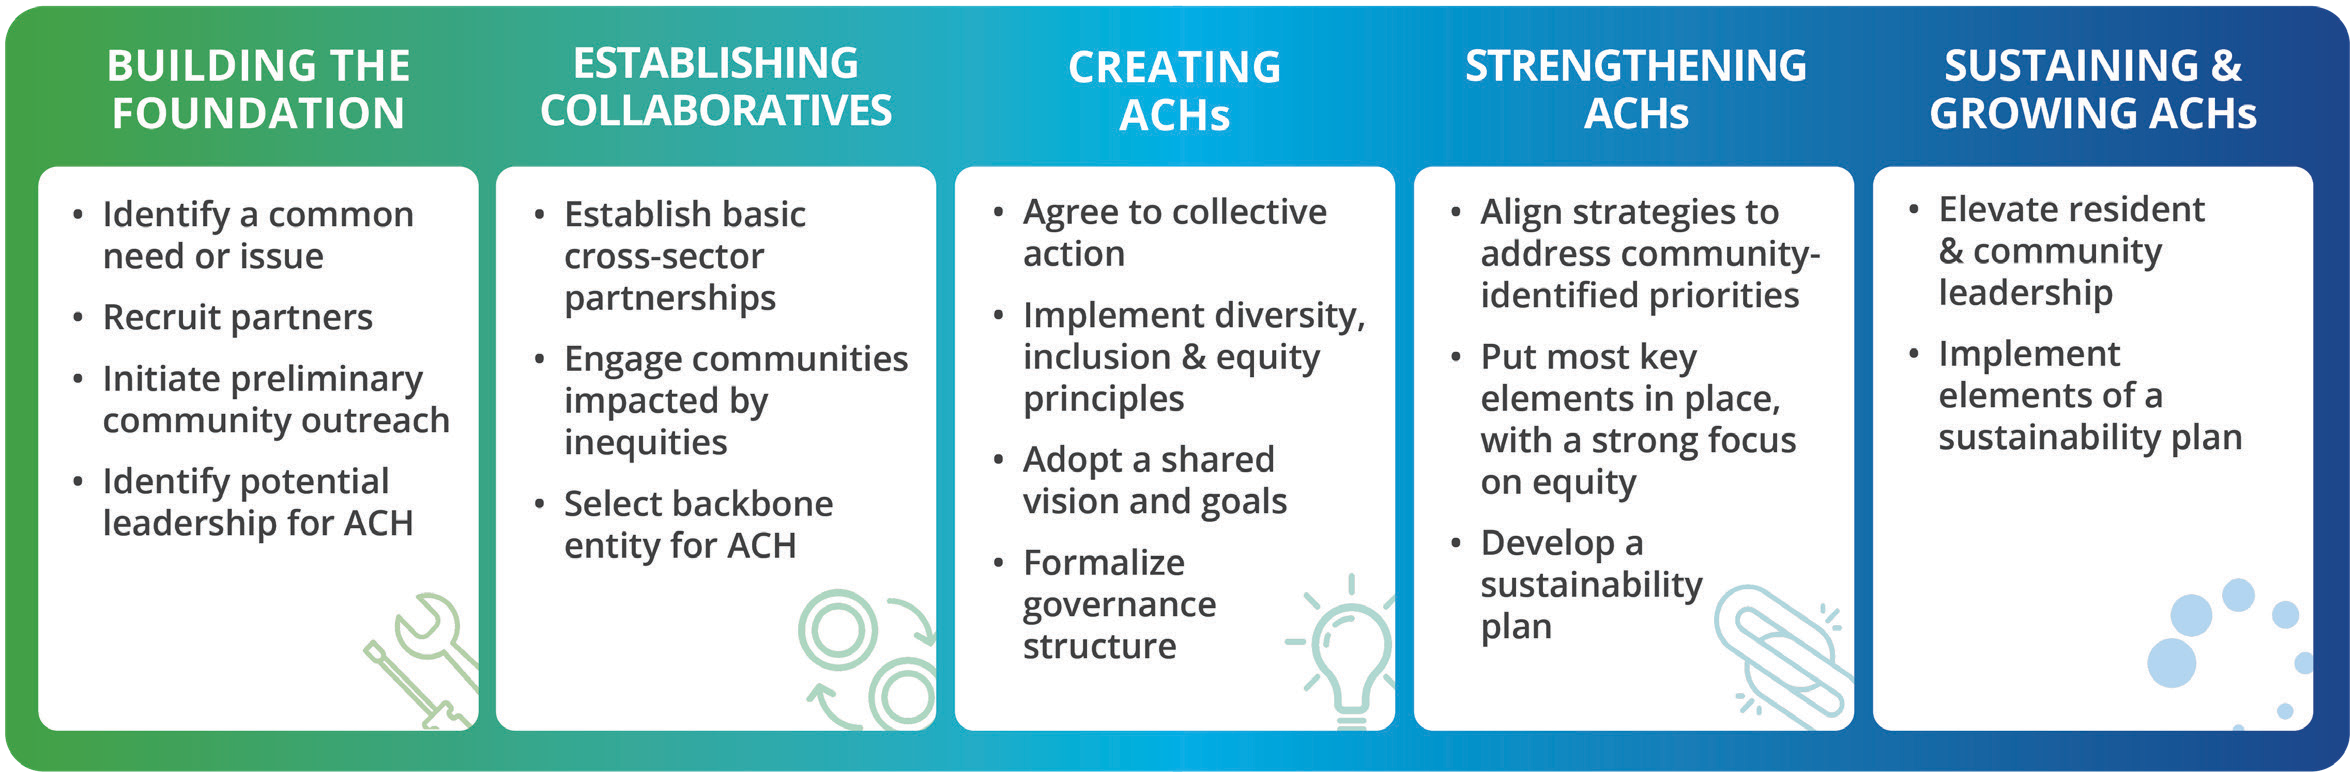 BUILDING THE
FOUNDATION
• Identify a common
need or issue
• Recruit partners
• Initiate preliminary
community outreach
• Identify potential
leadership for ACH
ESTABLISHING
COLLABORATIVES
• Establish basic
cross-sector
partnerships
• Engage communities
impacted by
inequities
• Select backbone
entity for ACH
CREATING
ACHs
• Agree to collective
action
• Implement diversity,
inclusion & equity
principles
• Adopt a shared
vision and goals
• Formalize
governance
structure
STRENGTHENING
ACHs
• Align strategies to
address community-
identified priorities
• Put most key
elements in place,
with a strong focus
on equity
• Develop a
sustainability
plan
SUSTAINING &
GROWING ACHs
• Elevate resident
& community
leadership
• Implement
elements of a
sustainability plan